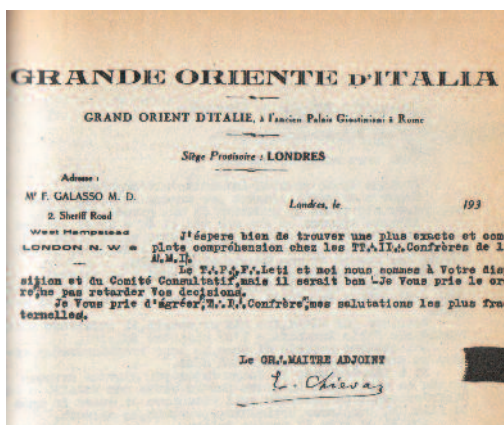 GRANDE ORIENTE D'ITALIA
GRAND ORIENT D'ITALIE, à l'ancien Palais Giustiniani à Rome
Siège Provisoire : LONDRES
Adresse :
Mr F. GALASSO M. D.
2. Sheriff Road
West Hempstead
LONDON N. W 6
Londres, le 193
J'éspere bien de trouver une plus exacte et com
plete compréhension chez les TT∴II∴Confrères de l
A.M.I.
Le T∴P∴F∴Leti et moi nous sommes à Votre dis
sition et du Comité Consultatif,mais il serait bon -Je Vous prie le
re,ne pas retarder Vos decisions.
Je Vous prie d'agréer,T∴I∴Confrère,mes salutations les plus fra
ternelles.
Le GR∴MAITRE ADJOINT